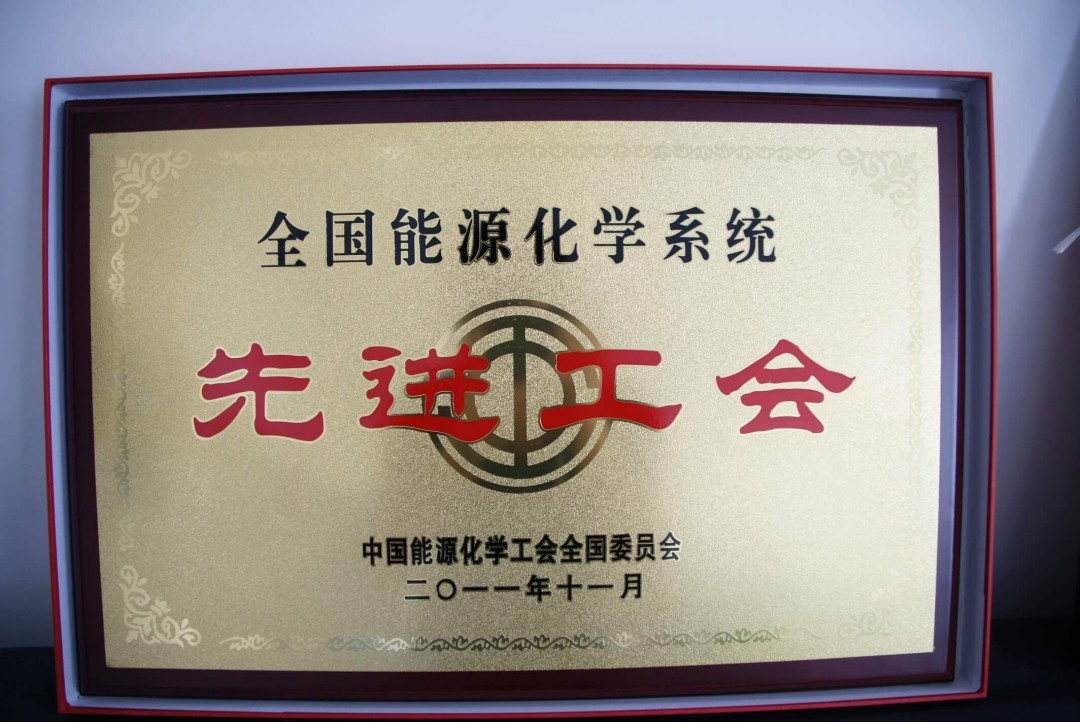 全国能源化学系统
先进工会
中国能源化学工会全国委员会
二〇一一年十一月